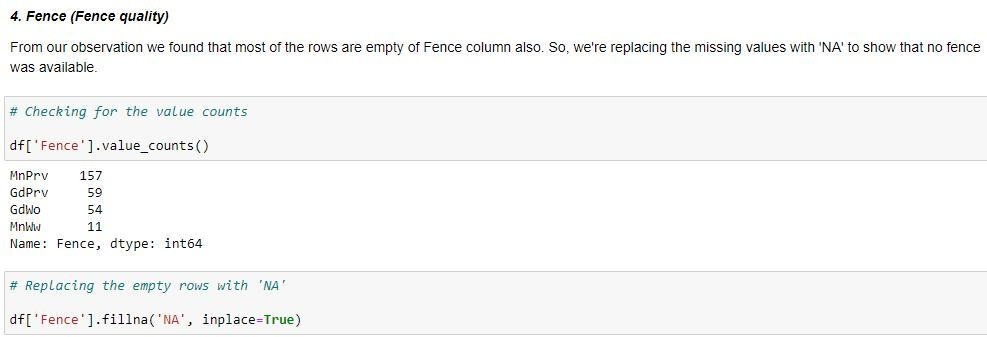 4. Fence (Fence quality)
From our observation we found that most of the rows are empty of Fence column also. So, we're replacing the missing values with 'NA' to show that no fence
was available.
# Checking for the value counts
df['Fence'].value_counts()
MnPrv    157
GdPrv     59
GdWo      54
MnWw      11
Name: Fence, dtype: int64
# Replacing the empty rows with 'NA'
df['Fence'].fillna('NA', inplace=True)